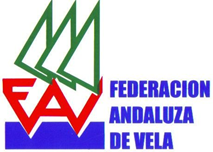 FAV
FEDERACION
ANDALUZA
DE VELA